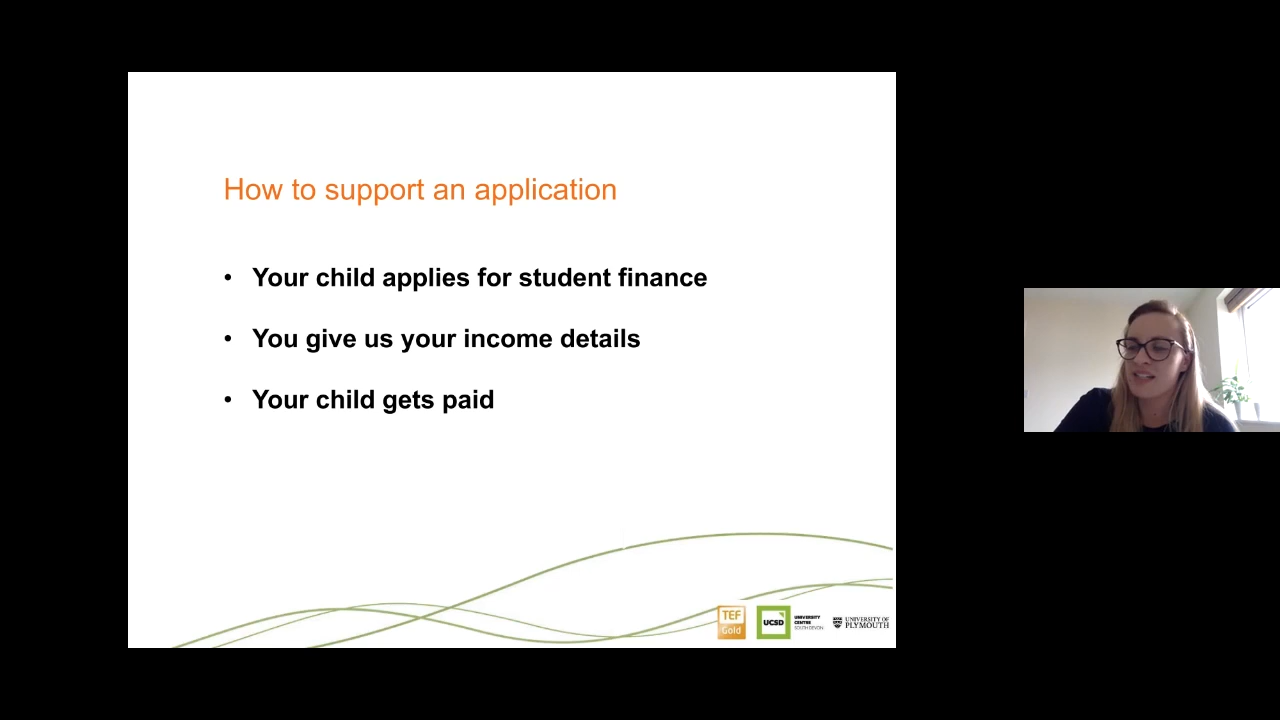 How to support an application
• Your child applies for student finance
• You give us your income details
• Your child gets paid
TEF
Gold
UCSD
UNIVERSITY
CENTRE
SOUTH DEVON
UNIVERSITY OF
PLYMOUTH